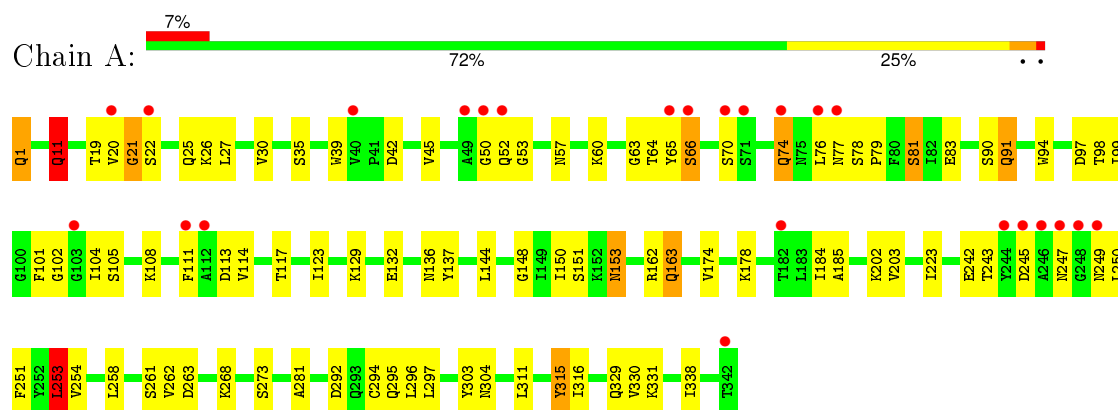 7%
Chain A:
72% 25% • •
Q1 Q11 T19 V20 G21 S22 Q25 K26 L27 V30 S35 W39 V40 P41 D42 V45 A49 G50 Q52 G53 N57 K60 G63 T64 Y65 S66 S70 S71 Q74 N75 L76 N77 S78 P79 F80 S81 I82 E83 S90 Q91 W94 D97 T98
G100 F101 G102 G103 I104 S105 K108 F111 A112 D113 V114 T117 I123 K129 E132 N136 Y137 L144 G148 I149 I150 S151 K152 N153 R162 Q163 V174 K178 T182 L183 I184 A185 K202 V203 I223 E242 T243 Y244 D245 A246 N247 G248 N249
F251 Y252 L253 V254 L258 S261 V262 D263 K268 S273 A281 D292 Q293 C294 Q295 L296 L297 Y303 N304 L311 Y315 I316 Q329 V330 K331 I338 T342